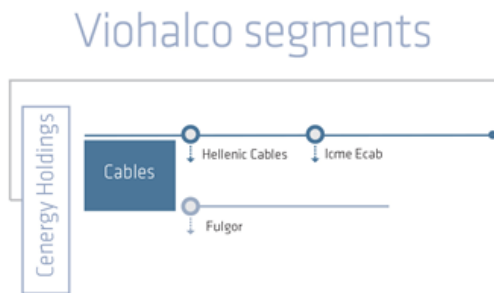 Viohalco segments
Cenergy Holdings
Cables
Hellenic Cables
Icme Ecab
Fulgor